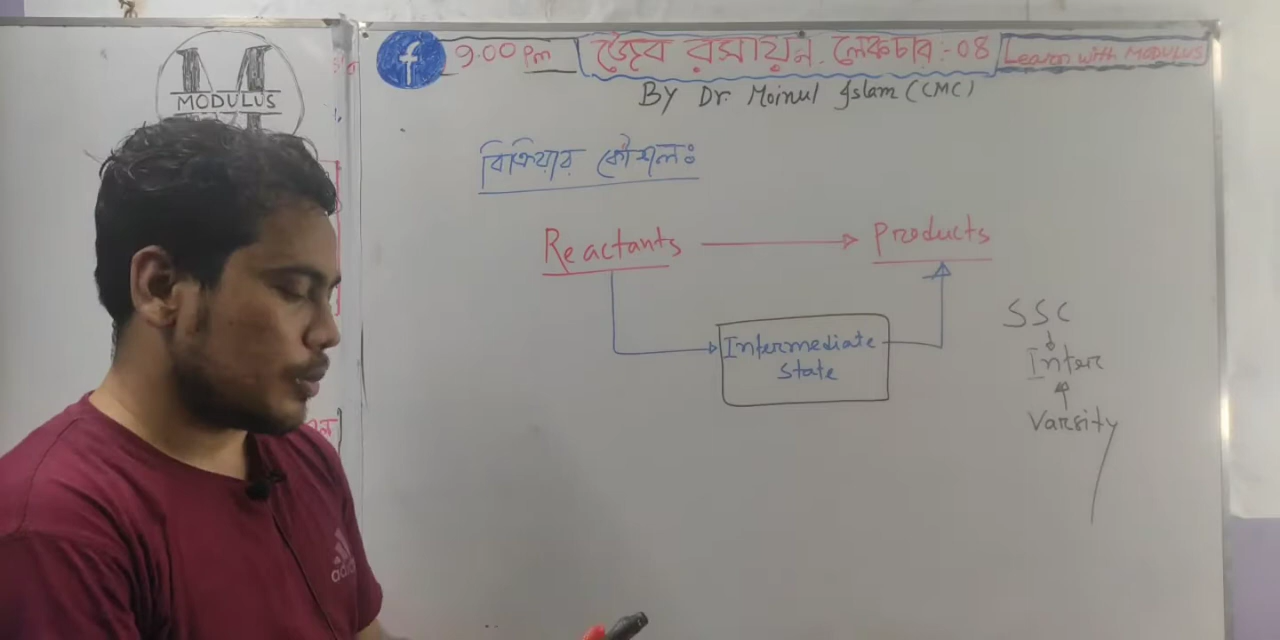 MODULUS
f 9:00 Pm জৈব রসায়ন. লেকচার:-08 Learn with MODULUS
By Dr. Moinul Islam (CMC)
বিক্রিয়ার কৌশলঃ
Reactants
Products
Intermediate
state
SSC
Inter
Varsity
adidas